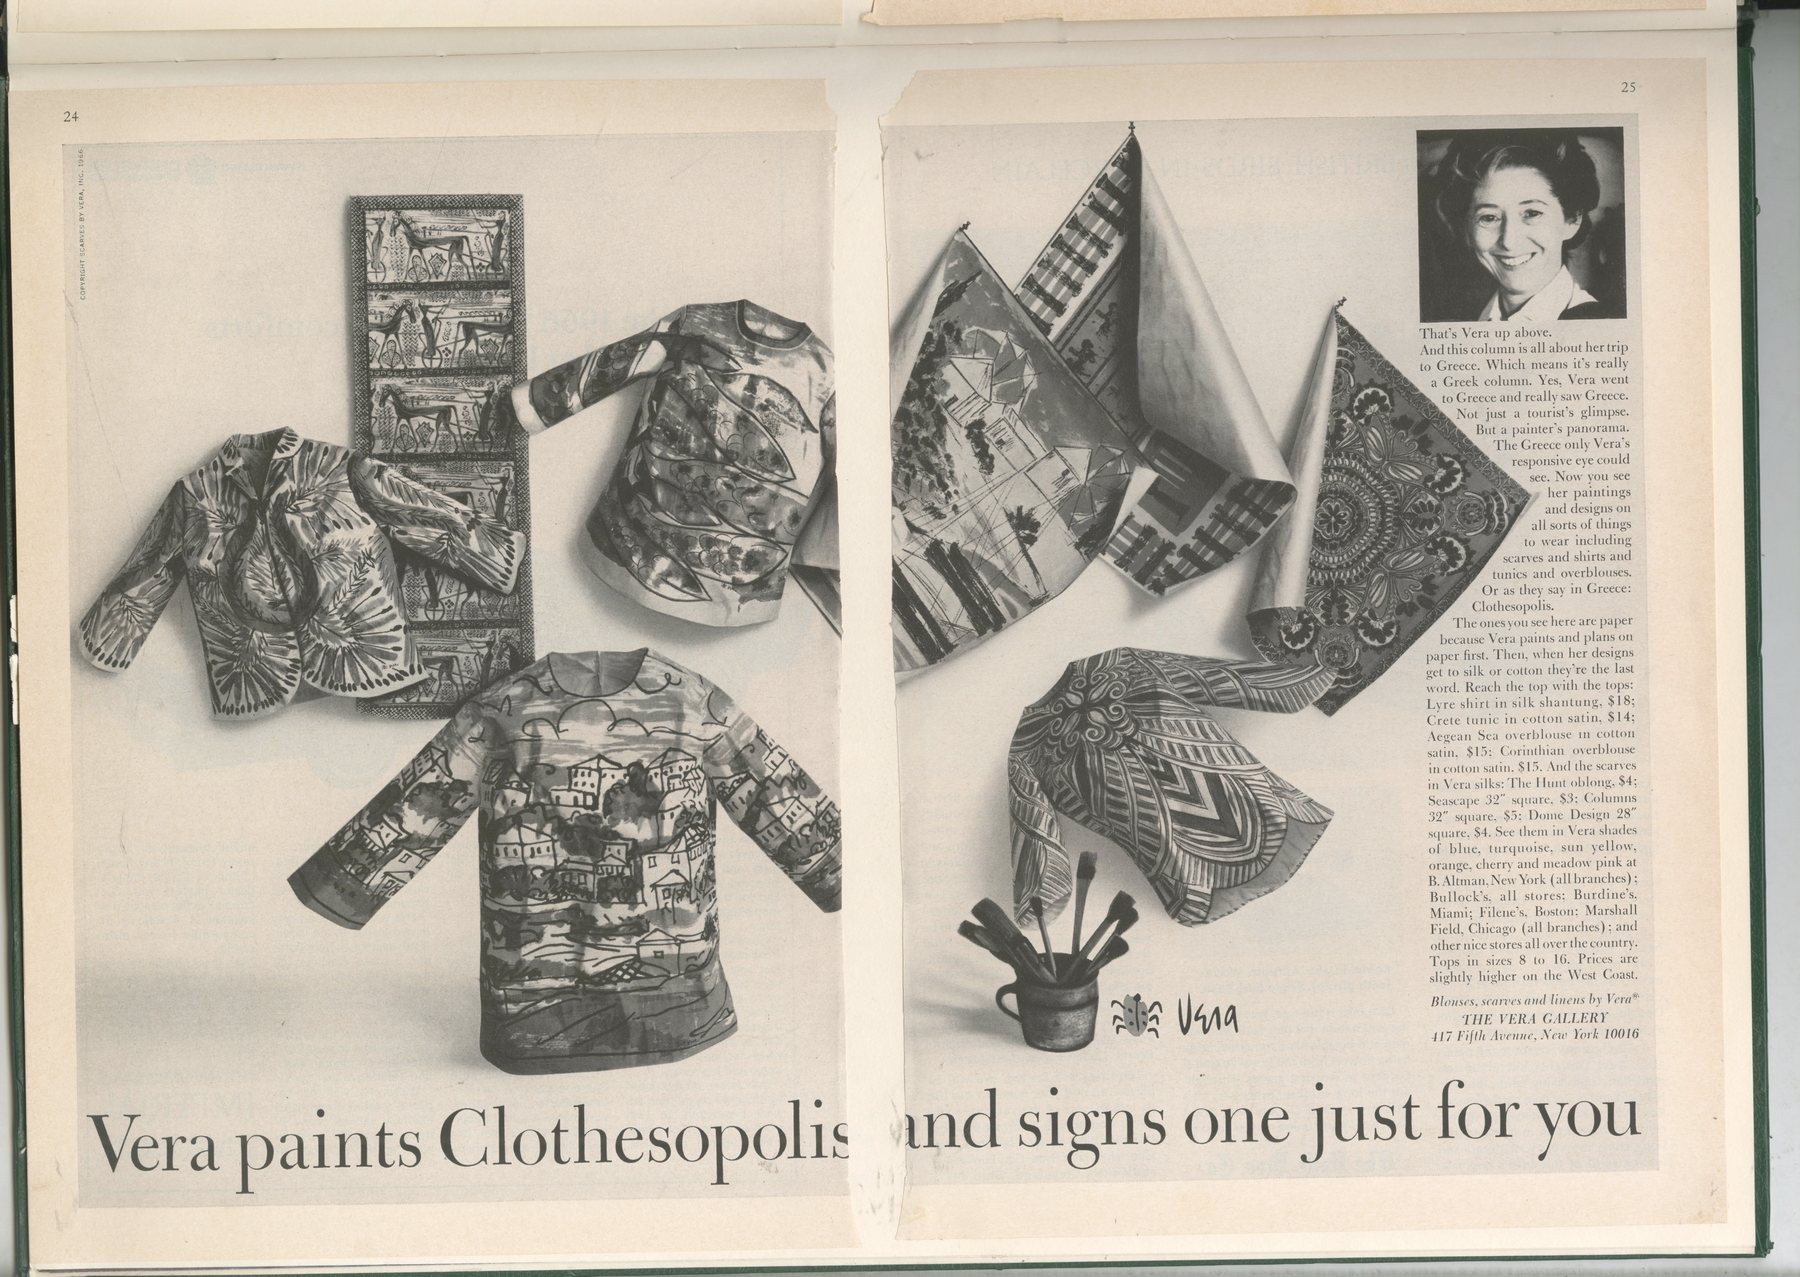 24
25
COPYRIGHT SCARVES BY VERA, INC. 1966
That's Vera up above.
And this column is all about her trip
to Greece. Which means it's really
a Greek column. Yes, Vera went
to Greece and really saw Greece.
Not just a tourist's glimpse.
But a painter's panorama.
The Greece only Vera's
responsive eye could
see. Now you see
her paintings
and designs on
all sorts of things
to wear including
scarves and shirts and
tunics and overblouses.
Or as they say in Greece:
Clothesopolis.
The ones you see here are paper
because Vera paints and plans on
paper first. Then, when her designs
get to silk or cotton they're the last
word. Reach the top with the tops:
Lyre shirt in silk shantung, $18;
Crete tunic in cotton satin, $14;
Aegean Sea overblouse in cotton
satin, $15; Corinthian overblouse
in cotton satin, $15. And the scarves
in Vera silks: The Hunt oblong, $4;
Seascape 32″ square, $3; Columns
32″ square, $5; Dome Design 28″
square, $4. See them in Vera shades
of blue, turquoise, sun yellow,
orange, cherry and meadow pink at
B. Altman, New York (all branches);
Bullock's, all stores; Burdine's,
Miami; Filene's, Boston; Marshall
Field, Chicago (all branches); and
other nice stores all over the country.
Tops in sizes 8 to 16. Prices are
slightly higher on the West Coast.
Blouses, scarves and linens by Vera®
THE VERA GALLERY
417 Fifth Avenue, New York 10016
Vera
Vera paints Clothesopolis and signs one just for you